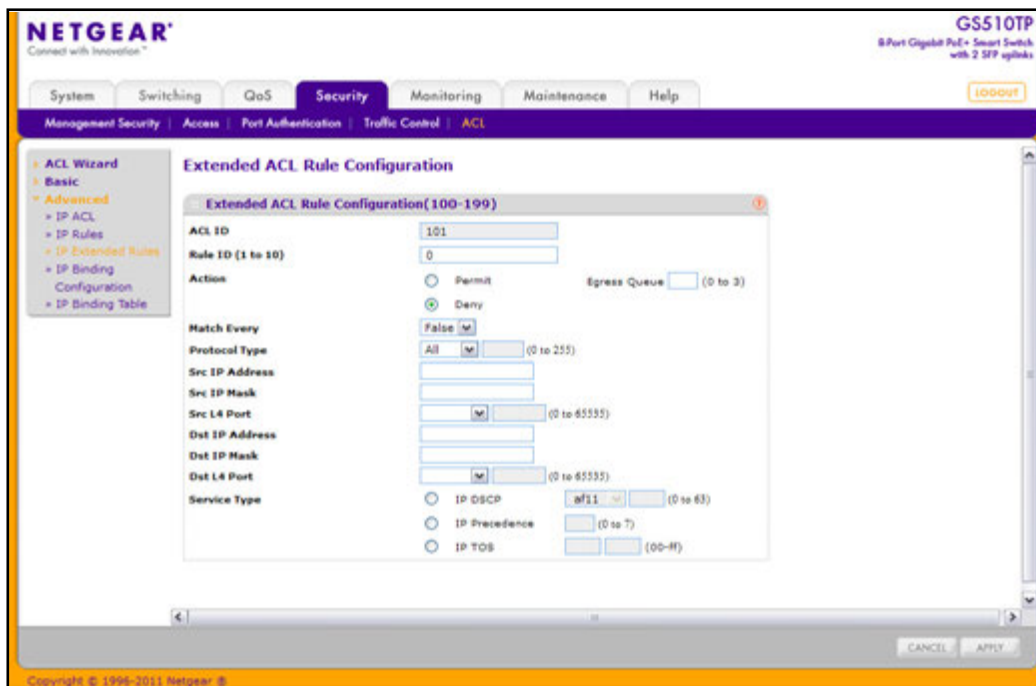 NETGEAR®
Connect with Innovation™
GS510TP
8-Port Gigabit PoE+ Smart Switch
with 2 SFP uplinks
System Switching QoS Security Monitoring Maintenance Help LOGOUT
Management Security | Access | Port Authentication | Traffic Control | ACL
ACL Wizard
Basic
Advanced
» IP ACL
» IP Rules
» IP Extended Rules
» IP Binding
Configuration
» IP Binding Table
Extended ACL Rule Configuration
Extended ACL Rule Configuration(100-199)
ACL ID 101
Rule ID (1 to 10) 0
Action Permit Egress Queue (0 to 3)
Deny
Match Every False
Protocol Type All (0 to 255)
Src IP Address
Src IP Mask
Src L4 Port (0 to 65535)
Dst IP Address
Dst IP Mask
Dst L4 Port (0 to 65535)
Service Type IP DSCP af11 (0 to 63)
IP Precedence (0 to 7)
IP TOS (00-ff)
CANCEL APPLY
Copyright © 1996-2011 Netgear ®